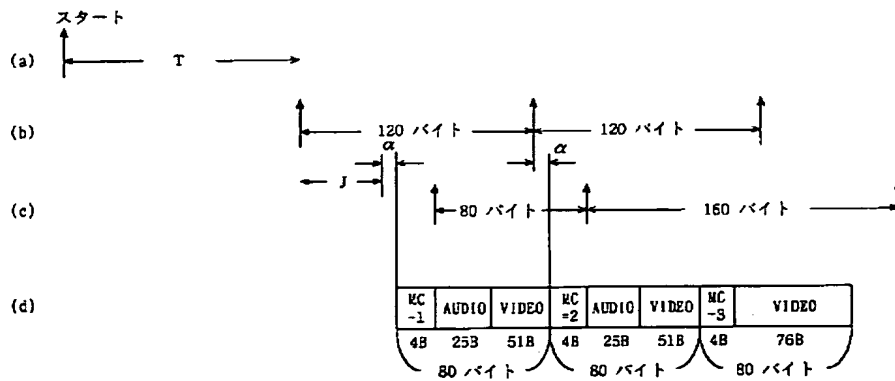 スタート
(a) T
(b) 120 バイト 120 バイト
α α
J
(c) 80 バイト 160 バイト
(d) MC -1 AUDIO VIDEO MC =2 AUDIO VIDEO MC -3 VIDEO
4B 25B 51B 4B 25B 51B 4B 76B
80 バイト 80 バイト 80 バイト